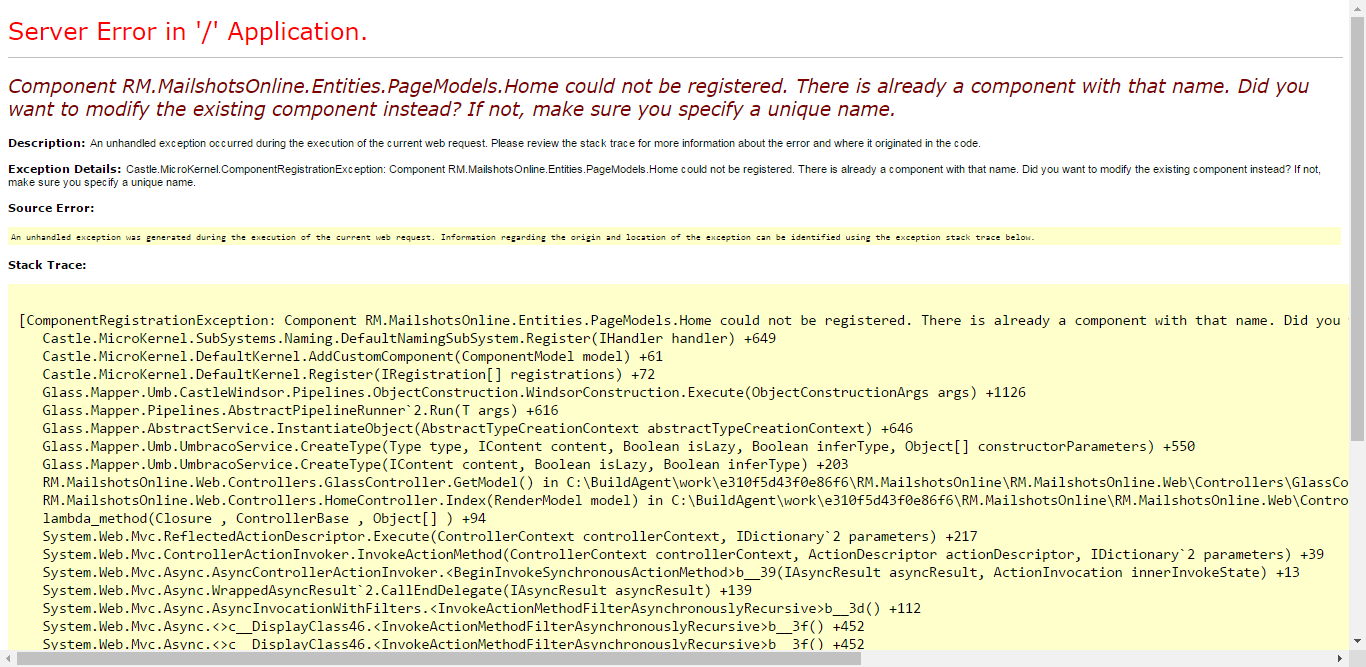 Server Error in '/' Application.
Component RM.MailshotsOnline.Entities.PageModels.Home could not be registered. There is already a component with that name. Did you
want to modify the existing component instead? If not, make sure you specify a unique name.
Description: An unhandled exception occurred during the execution of the current web request. Please review the stack trace for more information about the error and where it originated in the code.
Exception Details: Castle.MicroKernel.ComponentRegistrationException: Component RM.MailshotsOnline.Entities.PageModels.Home could not be registered. There is already a component with that name. Did you want to modify the existing component instead? If not,
make sure you specify a unique name.
Source Error:
An unhandled exception was generated during the execution of the current web request. Information regarding the origin and location of the exception can be identified using the exception stack trace below.
Stack Trace:
[ComponentRegistrationException: Component RM.MailshotsOnline.Entities.PageModels.Home could not be registered. There is already a component with that name. Did you
Castle.MicroKernel.SubSystems.Naming.DefaultNamingSubSystem.Register(IHandler handler) +649
Castle.MicroKernel.DefaultKernel.AddCustomComponent(ComponentModel model) +61
Castle.MicroKernel.DefaultKernel.Register(IRegistration[] registrations) +72
Glass.Mapper.Umb.CastleWindsor.Pipelines.ObjectConstruction.WindsorConstruction.Execute(ObjectConstructionArgs args) +1126
Glass.Mapper.Pipelines.AbstractPipelineRunner`2.Run(T args) +616
Glass.Mapper.AbstractService.InstantiateObject(AbstractTypeCreationContext abstractTypeCreationContext) +646
Glass.Mapper.Umb.UmbracoService.CreateType(Type type, IContent content, Boolean isLazy, Boolean inferType, Object[] constructorParameters) +550
Glass.Mapper.Umb.UmbracoService.CreateType(IContent content, Boolean isLazy, Boolean inferType) +203
RM.MailshotsOnline.Web.Controllers.GlassController.GetModel() in C:\BuildAgent\work\e310f5d43f0e86f6\RM.MailshotsOnline\RM.MailshotsOnline.Web\Controllers\GlassCo
RM.MailshotsOnline.Web.Controllers.HomeController.Index(RenderModel model) in C:\BuildAgent\work\e310f5d43f0e86f6\RM.MailshotsOnline\RM.MailshotsOnline.Web\Contro
lambda_method(Closure , ControllerBase , Object[] ) +94
System.Web.Mvc.ReflectedActionDescriptor.Execute(ControllerContext controllerContext, IDictionary`2 parameters) +217
System.Web.Mvc.ControllerActionInvoker.InvokeActionMethod(ControllerContext controllerContext, ActionDescriptor actionDescriptor, IDictionary`2 parameters) +39
System.Web.Mvc.Async.AsyncControllerActionInvoker.<BeginInvokeSynchronousActionMethod>b__39(IAsyncResult asyncResult, ActionInvocation innerInvokeState) +13
System.Web.Mvc.Async.WrappedAsyncResult`2.CallEndDelegate(IAsyncResult asyncResult) +139
System.Web.Mvc.Async.AsyncInvocationWithFilters.<InvokeActionMethodFilterAsynchronouslyRecursive>b__3d() +112
System.Web.Mvc.Async.<>c__DisplayClass46.<InvokeActionMethodFilterAsynchronouslyRecursive>b__3f() +452
System.Web.Mvc.Async.<>c__DisplayClass46.<InvokeActionMethodFilterAsynchronouslyRecursive>b__3f() +452